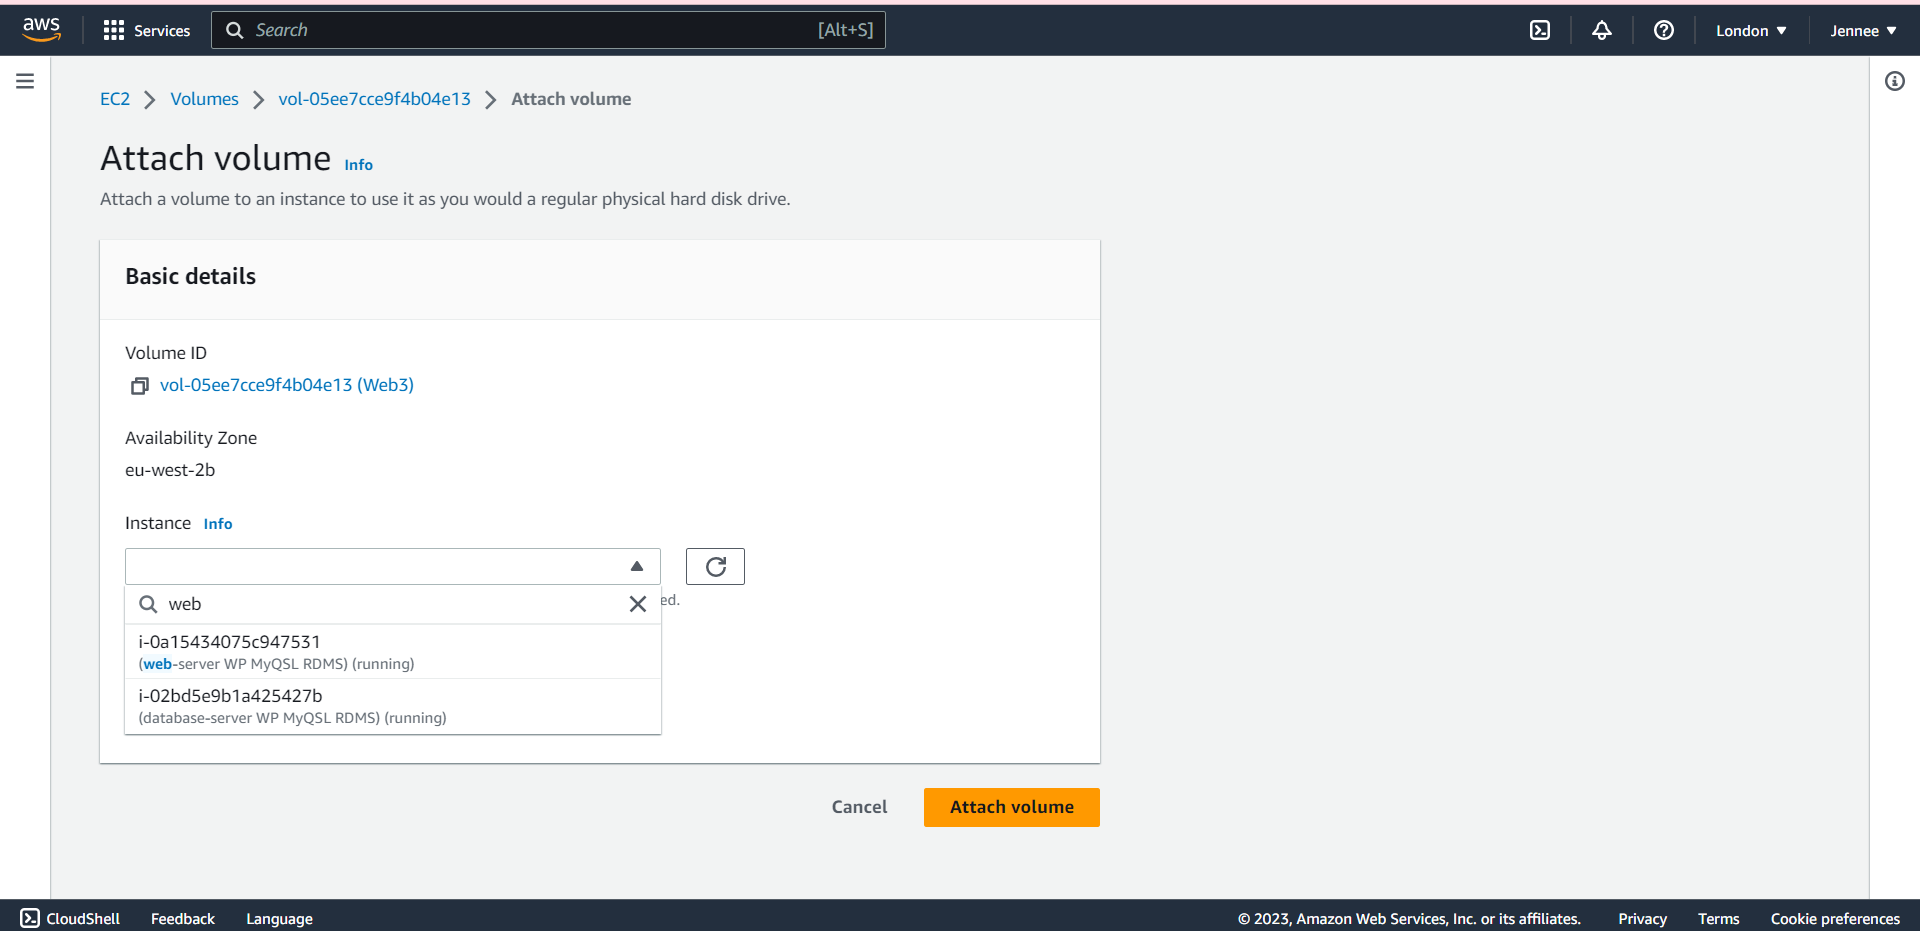 aws Services Search [Alt+S] London Jennee
EC2 Volumes vol-05ee7cce9f4b04e13 Attach volume
Attach volume Info
Attach a volume to an instance to use it as you would a regular physical hard disk drive.
Basic details
Volume ID
vol-05ee7cce9f4b04e13 (Web3)
Availability Zone
eu-west-2b
Instance Info
web
ed.
i-0a15434075c947531
(web-server WP MyQSL RDMS) (running)
i-02bd5e9b1a425427b
(database-server WP MyQSL RDMS) (running)
Cancel Attach volume
CloudShell Feedback Language © 2023, Amazon Web Services, Inc. or its affiliates. Privacy Terms Cookie preferences